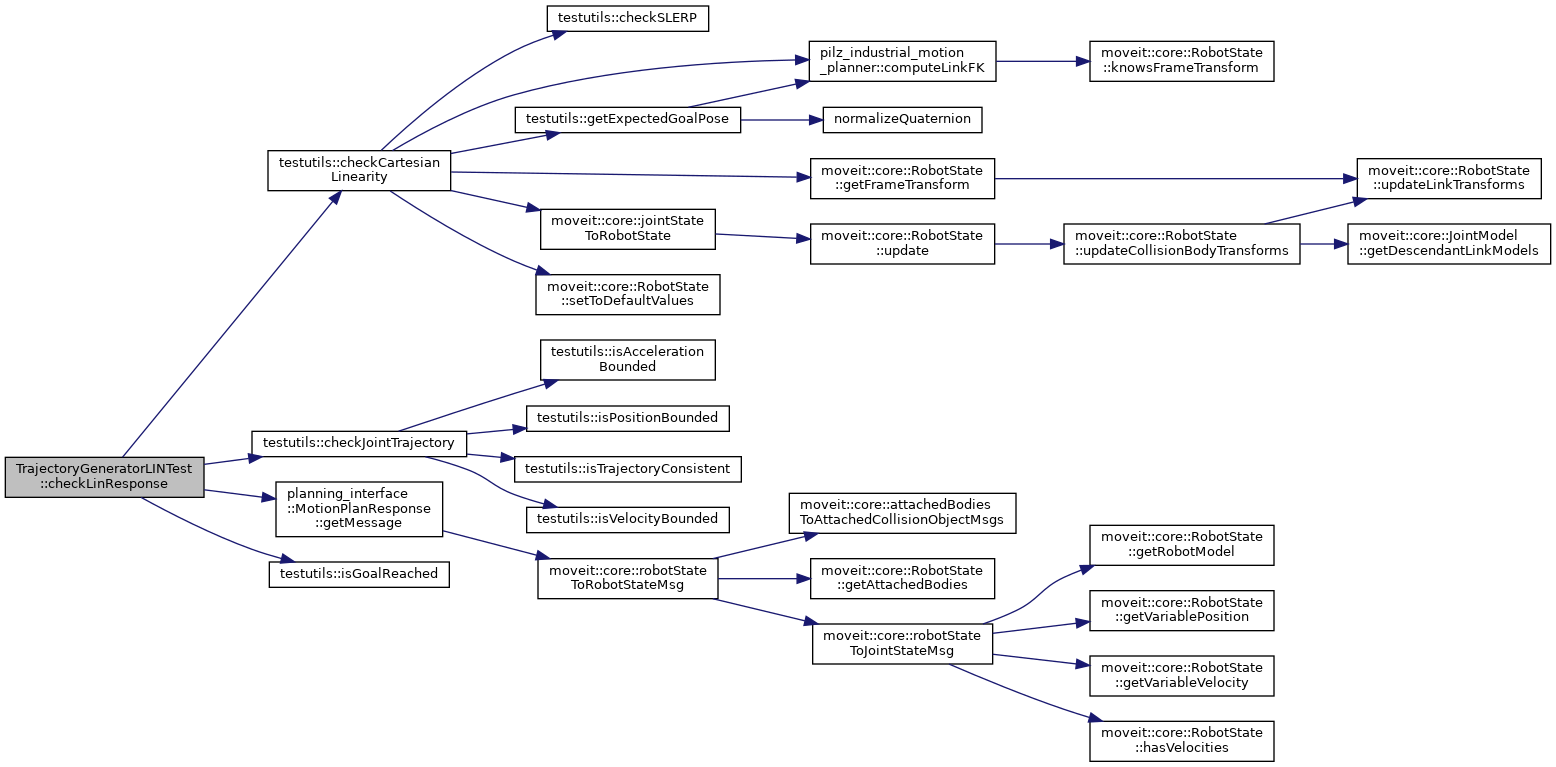 testutils::checkSLERP
pilz_industrial_motion
_planner::computeLinkFK
moveit::core::RobotState
::knowsFrameTransform
testutils::getExpectedGoalPose
normalizeQuaternion
testutils::checkCartesian
Linearity
moveit::core::RobotState
::getFrameTransform
moveit::core::RobotState
::updateLinkTransforms
moveit::core::jointState
ToRobotState
moveit::core::RobotState
::update
moveit::core::RobotState
::updateCollisionBodyTransforms
moveit::core::JointModel
::getDescendantLinkModels
moveit::core::RobotState
::setToDefaultValues
testutils::isAcceleration
Bounded
testutils::isPositionBounded
testutils::checkJointTrajectory
testutils::isTrajectoryConsistent
TrajectoryGeneratorLINTest
::checkLinResponse
planning_interface
::MotionPlanResponse
::getMessage
testutils::isVelocityBounded
testutils::isGoalReached
moveit::core::robotState
ToRobotStateMsg
moveit::core::attachedBodies
ToAttachedCollisionObjectMsgs
moveit::core::RobotState
::getAttachedBodies
moveit::core::robotState
ToJointStateMsg
moveit::core::RobotState
::getRobotModel
moveit::core::RobotState
::getVariablePosition
moveit::core::RobotState
::getVariableVelocity
moveit::core::RobotState
::hasVelocities